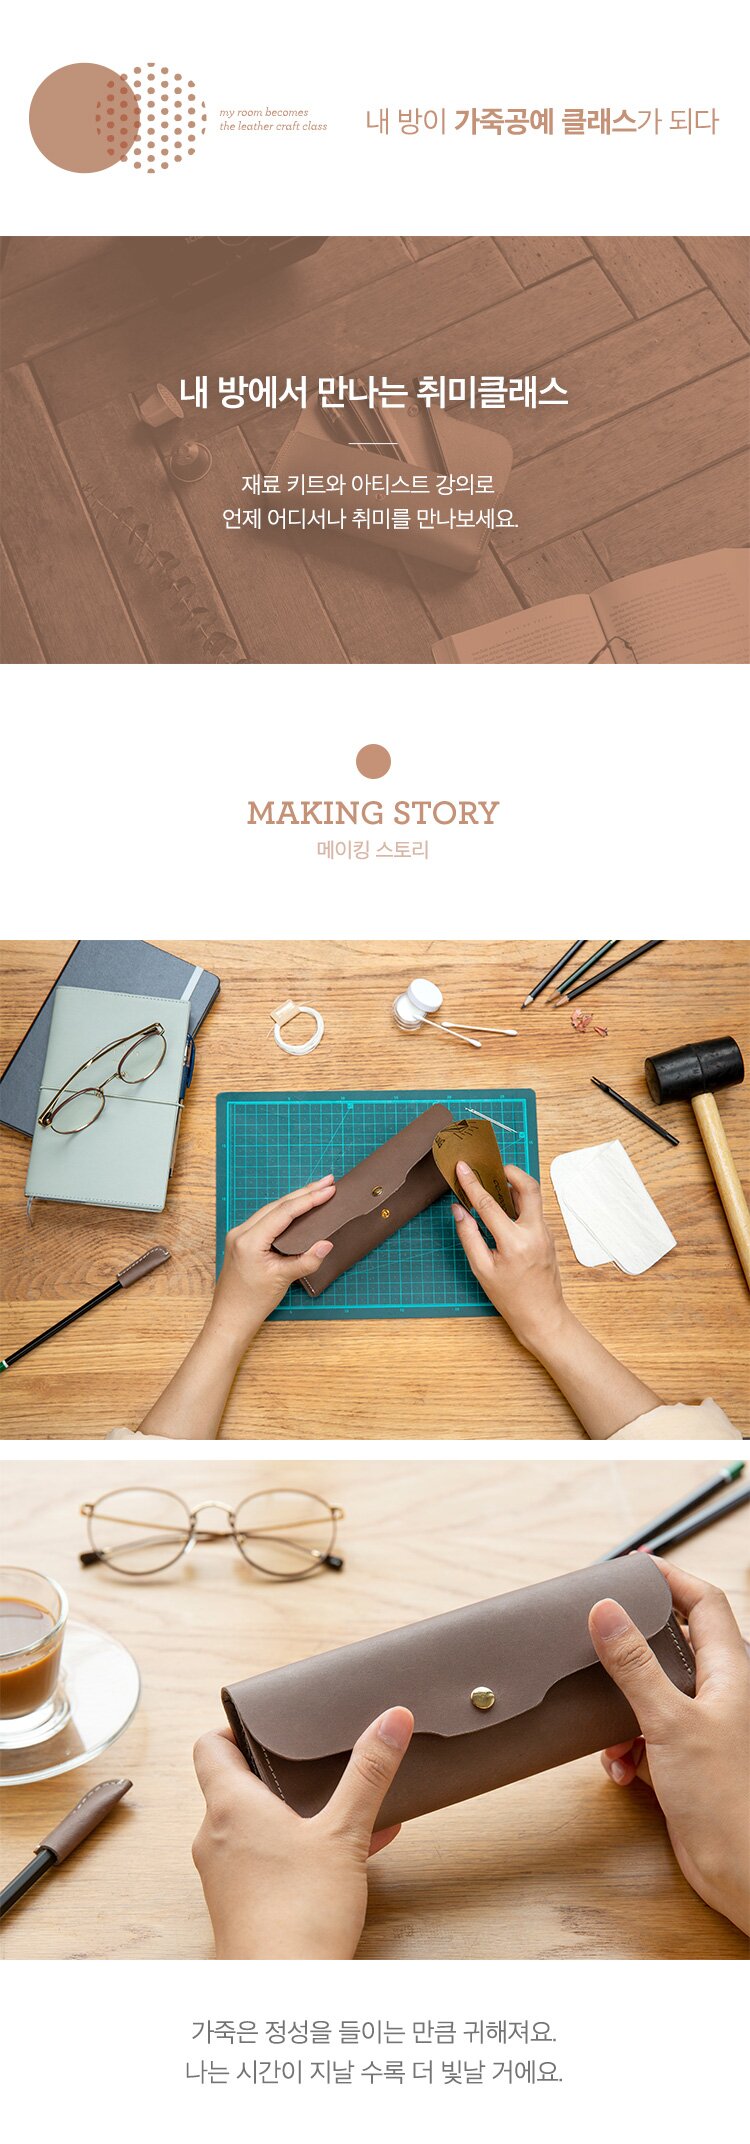 my room becomes
the leather craft class
내 방이 가죽공예 클래스가 되다
내 방에서 만나는 취미클래스
재료 키트와 아티스트 강의로
언제 어디서나 취미를 만나보세요.
MAKING STORY
메이킹 스토리
가죽은 정성을 들이는 만큼 귀해져요.
나는 시간이 지날 수록 더 빛날 거에요.